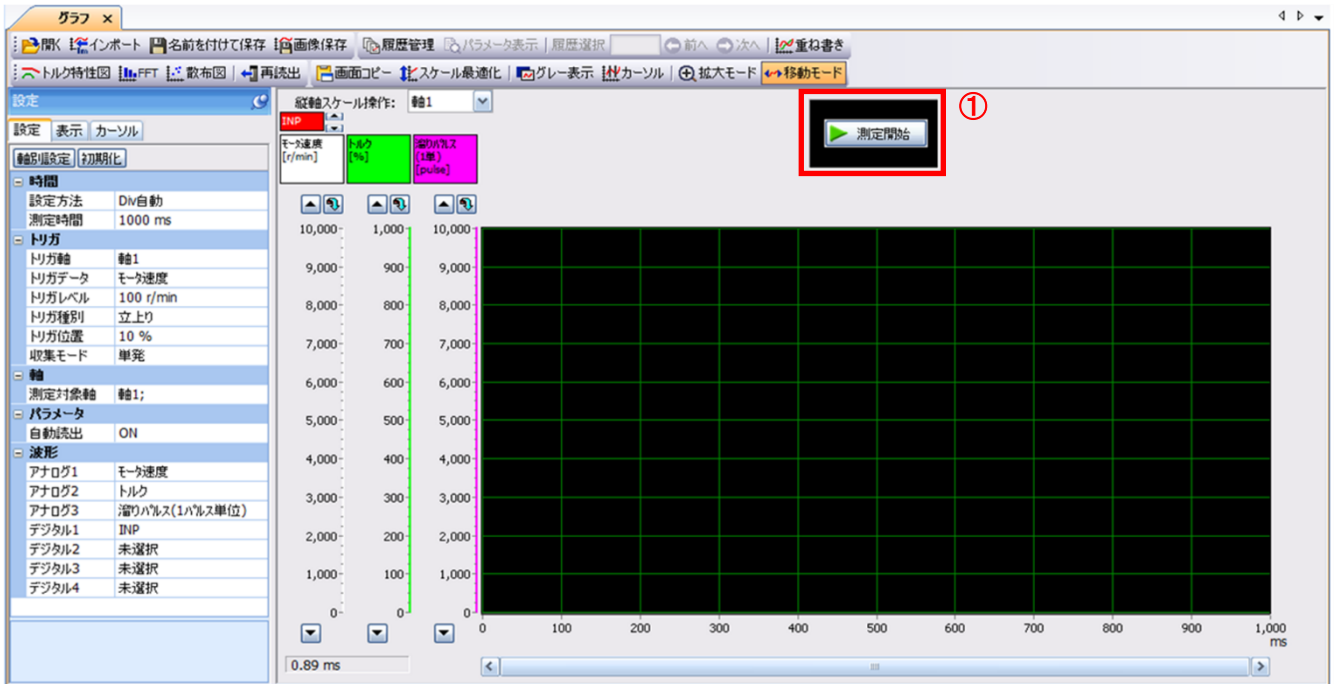 グラフ ×
開く インポート 名前を付けて保存 画像保存 履歴管理 パラメータ表示 履歴選択 前へ 次へ 重ね書き
トルク特性図 FFT 散布図 再読出 画面コピー スケール最適化 グレー表示 カーソル 拡大モード 移動モード
設定
設定 表示 カーソル
軸別設定 初期化
時間
設定方法 Div自動
測定時間 1000 ms
トリガ
トリガ軸 軸1
トリガデータ モータ速度
トリガレベル 100 r/min
トリガ種別 立上り
トリガ位置 10 %
収集モード 単発
軸
測定対象軸 軸1;
パラメータ
自動読出 ON
波形
アナログ1 モータ速度
アナログ2 トルク
アナログ3 溜りパルス(1パルス単位)
デジタル1 INP
デジタル2 未選択
デジタル3 未選択
デジタル4 未選択
縦軸スケール操作: 軸1
INP
測定開始
①
モータ速度 [r/min]
トルク [%]
溜りパルス (1単) [pulse]
10,000 1,000 10,000
9,000 900 9,000
8,000 800 8,000
7,000 700 7,000
6,000 600 6,000
5,000 500 5,000
4,000 400 4,000
3,000 300 3,000
2,000 200 2,000
1,000 100 1,000
0 0 0
0 100 200 300 400 500 600 700 800 900 1,000
ms
0.89 ms